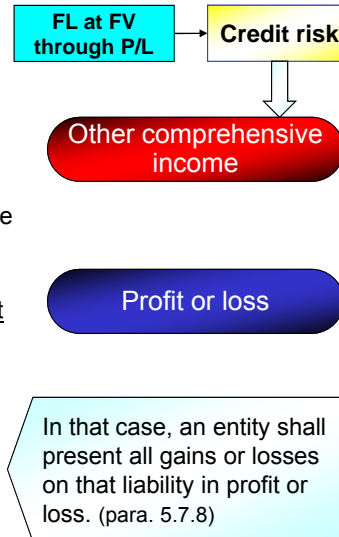 FL at FV
through P/L
Credit risk
Other comprehensive
income
e
Profit or loss
t
In that case, an entity shall
present all gains or losses
on that liability in profit or
loss. (para. 5.7.8)